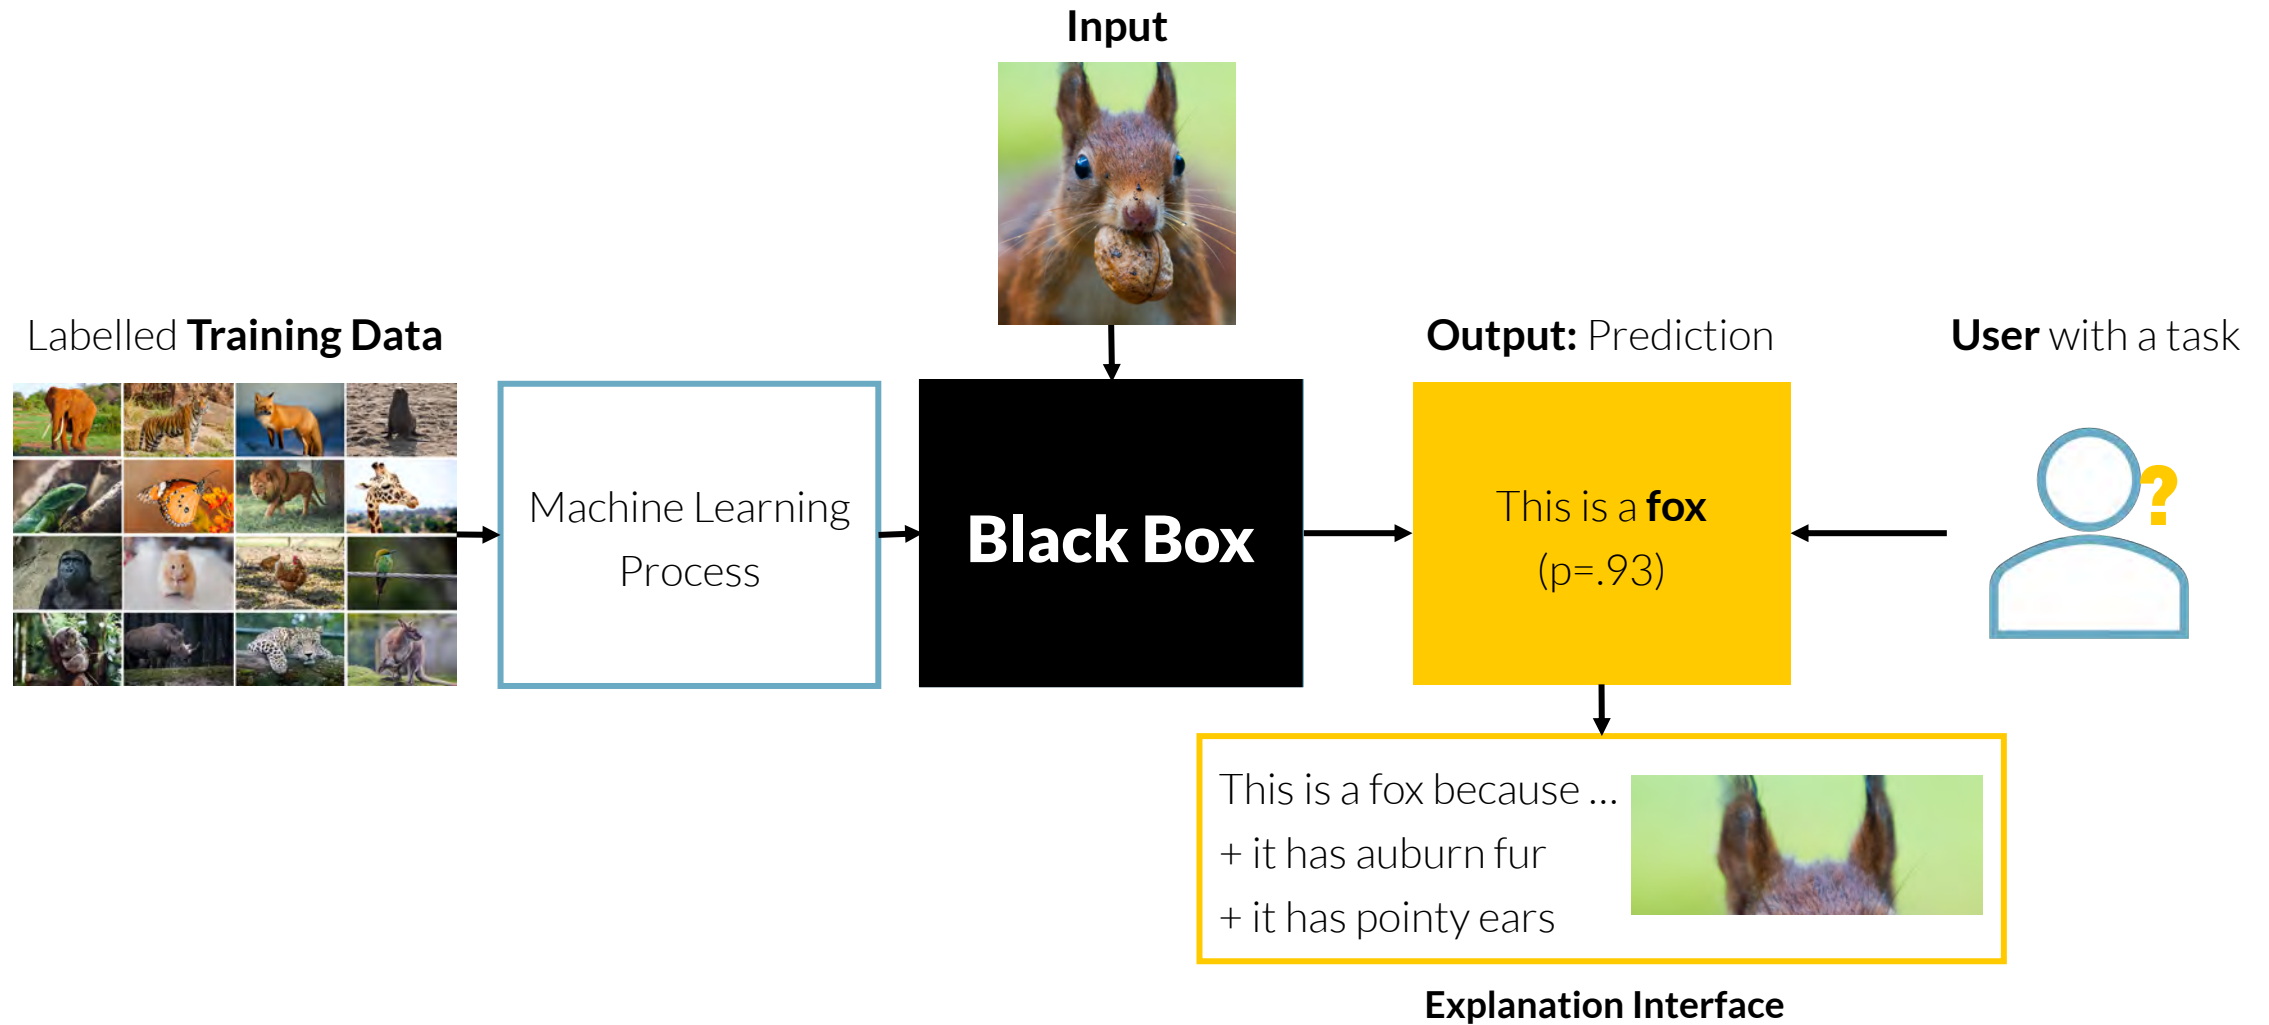 Input
Labelled Training Data
Output: Prediction
User with a task
Machine Learning
Process
Black Box
This is a fox
(p=.93)
?
This is a fox because ...
+ it has auburn fur
+ it has pointy ears
Explanation Interface